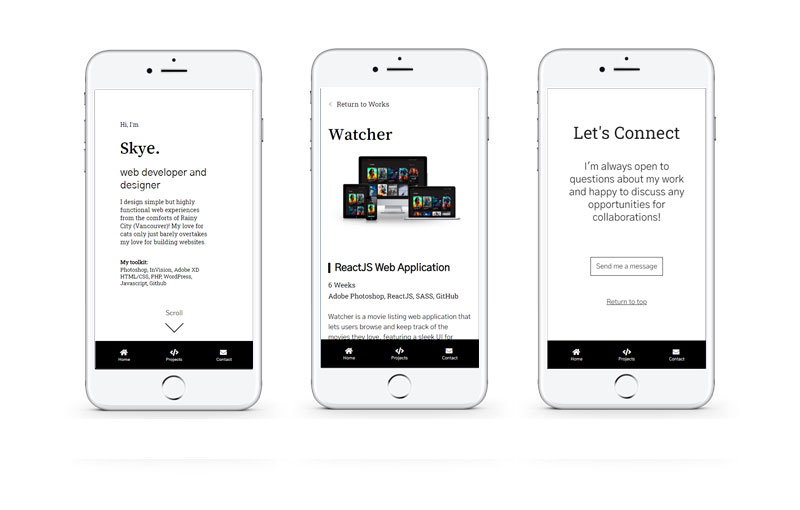 Hi, I'm
Skye.
web developer and
designer
I design simple but highly
functional web experiences
from the comforts of Rainy
City (Vancouver)! My love for
cats only just barely overtakes
my love for building websites.
My toolkit:
Photoshop, InVision, Adobe XD
HTML/CSS, PHP, WordPress,
Javascript, Github
Scroll
Home
Projects
Contact
Return to Works
Watcher
ReactJS Web Application
6 Weeks
Adobe Photoshop, ReactJS, SASS, GitHub
Watcher is a movie listing web application that
lets users browse and keep track of the
movies they love, featuring a sleek UI for
Home
Projects
Contact
Let's Connect
I'm always open to
questions about my work
and happy to discuss any
opportunities for
collaborations!
Send me a message
Return to top
Home
Projects
Contact